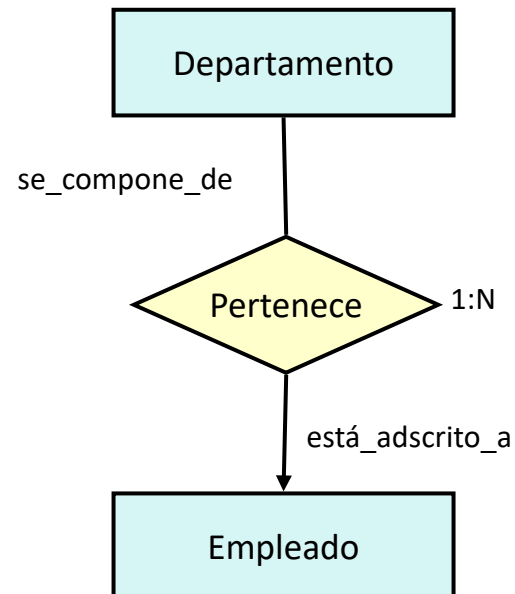 Departamento
se_compone_de
Pertenece
1:N
está_adscrito_a
Empleado